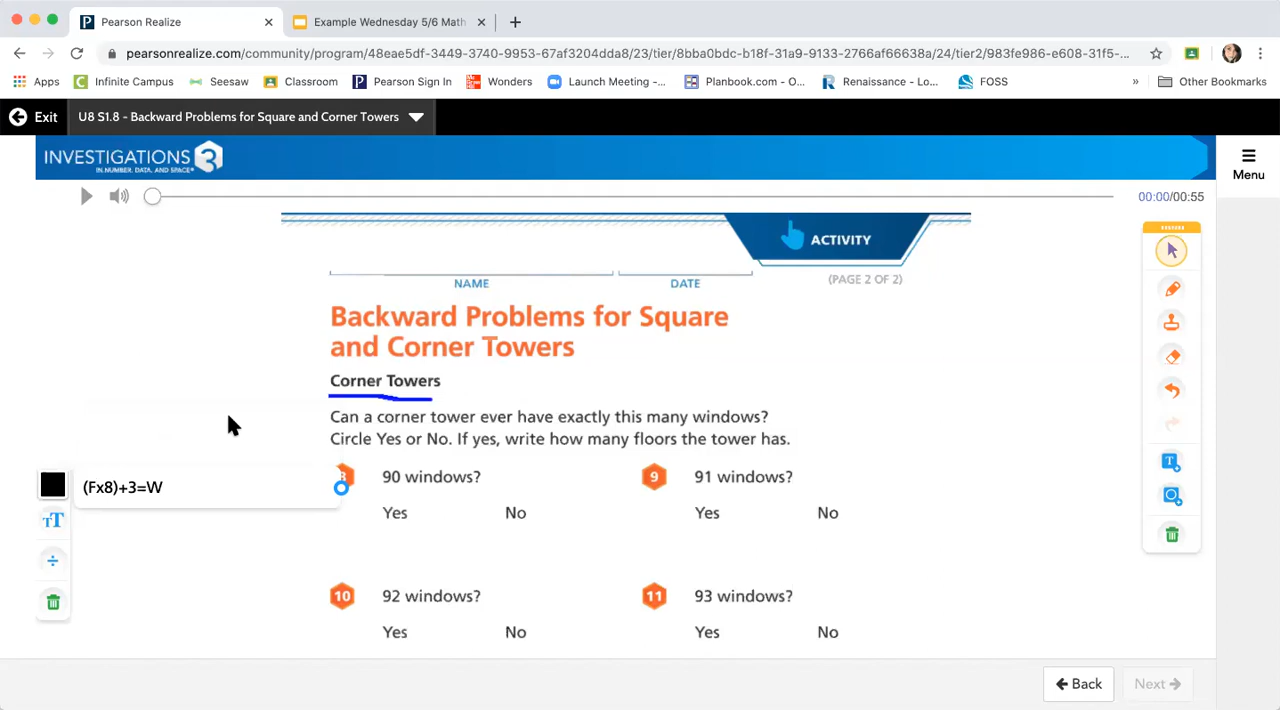 Pearson Realize
Example Wednesday 5/6 Math
pearsonrealize.com/community/program/48eae5df-3449-3740-9953-67af3204dda8/23/tier/8bba0bdc-b18f-31a9-9133-2766af66638a/24/tier2/983fe986-e608-31f5-...
Apps Infinite Campus Seesaw Classroom Pearson Sign In Wonders Launch Meeting -... Planbook.com - O... Renaissance - Lo... FOSS » Other Bookmarks
Exit U8 S1.8 - Backward Problems for Square and Corner Towers
INVESTIGATIONS 3
IN NUMBER, DATA, AND SPACE®
Menu
00:00/00:55
ACTIVITY
NAME DATE (PAGE 2 OF 2)
Backward Problems for Square
and Corner Towers
Corner Towers
Can a corner tower ever have exactly this many windows?
Circle Yes or No. If yes, write how many floors the tower has.
(Fx8)+3=W
90 windows? 9 91 windows?
Yes No Yes No
10 92 windows? 11 93 windows?
Yes No Yes No
Back Next